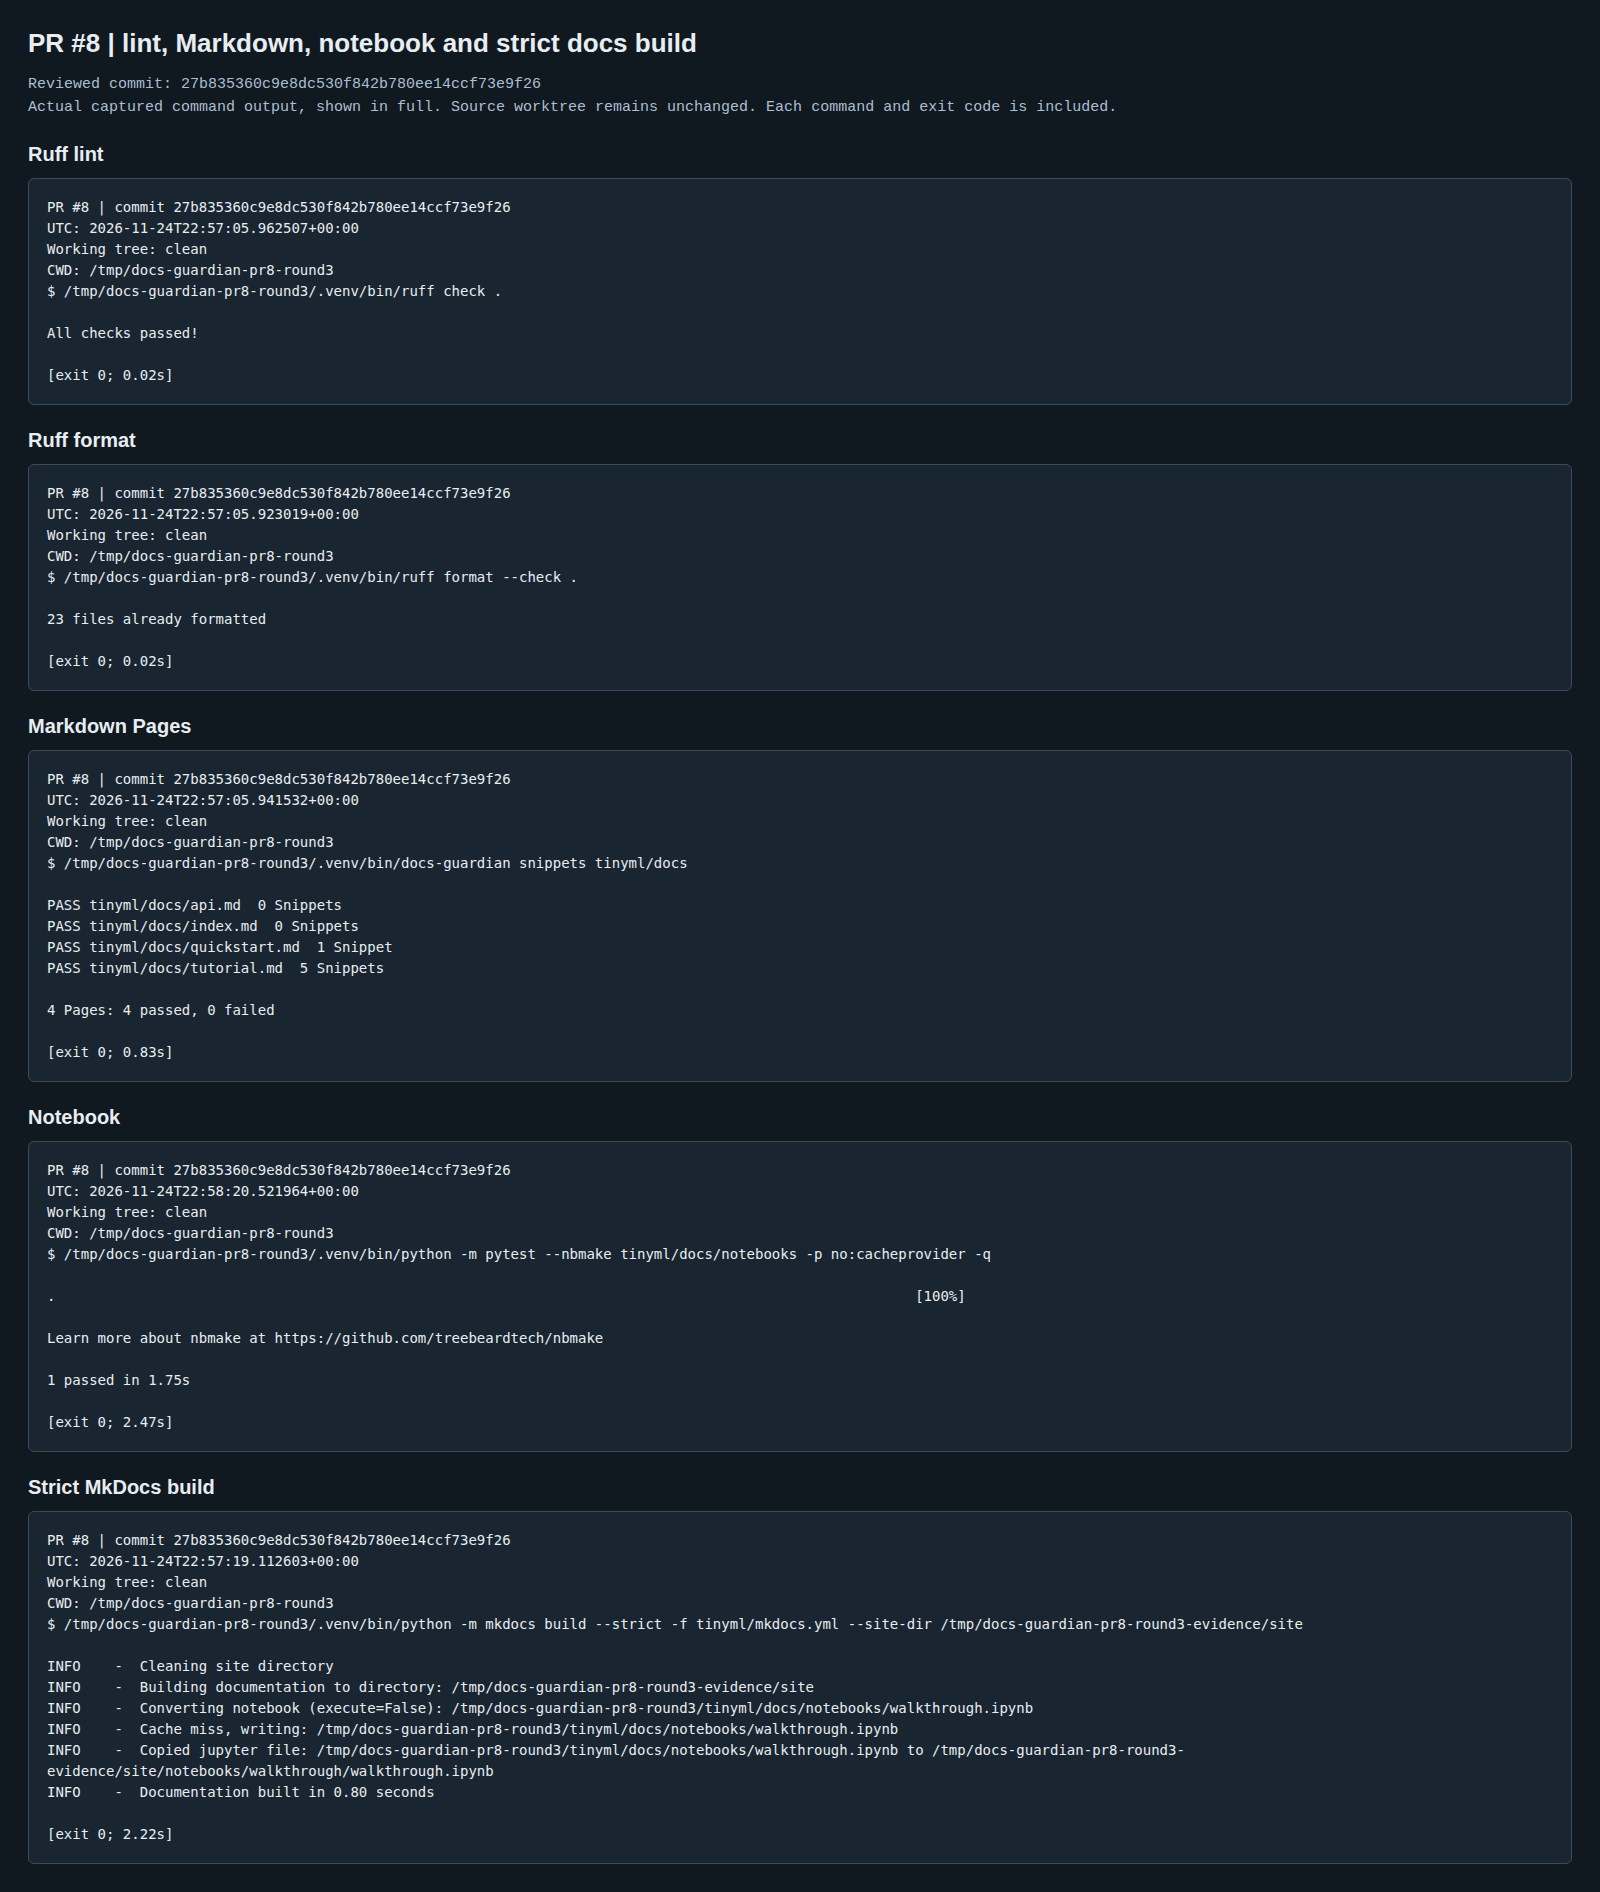 PR #8 | lint, Markdown, notebook and strict docs build
Reviewed commit: 27b835360c9e8dc530f842b780ee14ccf73e9f26
Actual captured command output, shown in full. Source worktree remains unchanged. Each command and exit code is included.
Ruff lint
PR #8 | commit 27b835360c9e8dc530f842b780ee14ccf73e9f26
UTC: 2026-11-24T22:57:05.962507+00:00
Working tree: clean
CWD: /tmp/docs-guardian-pr8-round3
$ /tmp/docs-guardian-pr8-round3/.venv/bin/ruff check .
All checks passed!
[exit 0; 0.02s]
Ruff format
PR #8 | commit 27b835360c9e8dc530f842b780ee14ccf73e9f26
UTC: 2026-11-24T22:57:05.923019+00:00
Working tree: clean
CWD: /tmp/docs-guardian-pr8-round3
$ /tmp/docs-guardian-pr8-round3/.venv/bin/ruff format --check .
23 files already formatted
[exit 0; 0.02s]
Markdown Pages
PR #8 | commit 27b835360c9e8dc530f842b780ee14ccf73e9f26
UTC: 2026-11-24T22:57:05.941532+00:00
Working tree: clean
CWD: /tmp/docs-guardian-pr8-round3
$ /tmp/docs-guardian-pr8-round3/.venv/bin/docs-guardian snippets tinyml/docs
PASS tinyml/docs/api.md  0 Snippets
PASS tinyml/docs/index.md  0 Snippets
PASS tinyml/docs/quickstart.md  1 Snippet
PASS tinyml/docs/tutorial.md  5 Snippets
4 Pages: 4 passed, 0 failed
[exit 0; 0.83s]
Notebook
PR #8 | commit 27b835360c9e8dc530f842b780ee14ccf73e9f26
UTC: 2026-11-24T22:58:20.521964+00:00
Working tree: clean
CWD: /tmp/docs-guardian-pr8-round3
$ /tmp/docs-guardian-pr8-round3/.venv/bin/python -m pytest --nbmake tinyml/docs/notebooks -p no:cacheprovider -q
. [100%]
Learn more about nbmake at https://github.com/treebeardtech/nbmake
1 passed in 1.75s
[exit 0; 2.47s]
Strict MkDocs build
PR #8 | commit 27b835360c9e8dc530f842b780ee14ccf73e9f26
UTC: 2026-11-24T22:57:19.112603+00:00
Working tree: clean
CWD: /tmp/docs-guardian-pr8-round3
$ /tmp/docs-guardian-pr8-round3/.venv/bin/python -m mkdocs build --strict -f tinyml/mkdocs.yml --site-dir /tmp/docs-guardian-pr8-round3-evidence/site
INFO    -  Cleaning site directory
INFO    -  Building documentation to directory: /tmp/docs-guardian-pr8-round3-evidence/site
INFO    -  Converting notebook (execute=False): /tmp/docs-guardian-pr8-round3/tinyml/docs/notebooks/walkthrough.ipynb
INFO    -  Cache miss, writing: /tmp/docs-guardian-pr8-round3/tinyml/docs/notebooks/walkthrough.ipynb
INFO    -  Copied jupyter file: /tmp/docs-guardian-pr8-round3/tinyml/docs/notebooks/walkthrough.ipynb to /tmp/docs-guardian-pr8-round3-
evidence/site/notebooks/walkthrough/walkthrough.ipynb
INFO    -  Documentation built in 0.80 seconds
[exit 0; 2.22s]